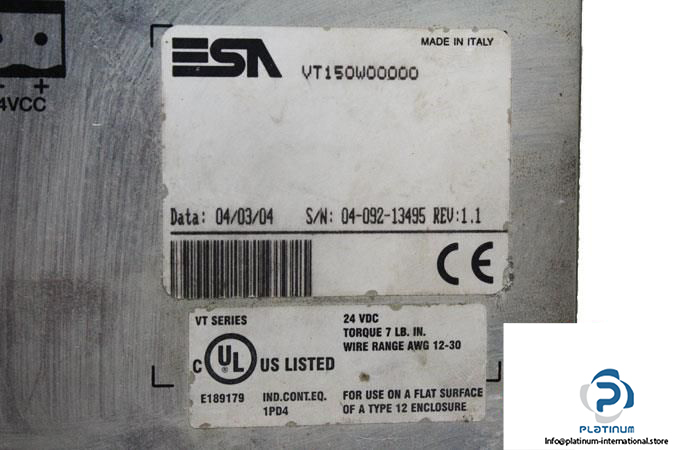 - +
4VCC
ESA
MADE IN ITALY
VT150W00000
Data: 04/03/04 S/N: 04-092-13495 REV:1.1
CE
VT SERIES
C UL US LISTED
E189179 IND.CONT.EQ.
1PD4
24 VDC
TORQUE 7 LB. IN.
WIRE RANGE AWG 12-30
FOR USE ON A FLAT SURFACE
OF A TYPE 12 ENCLOSURE
PLATINUM
info@platinum-international.store